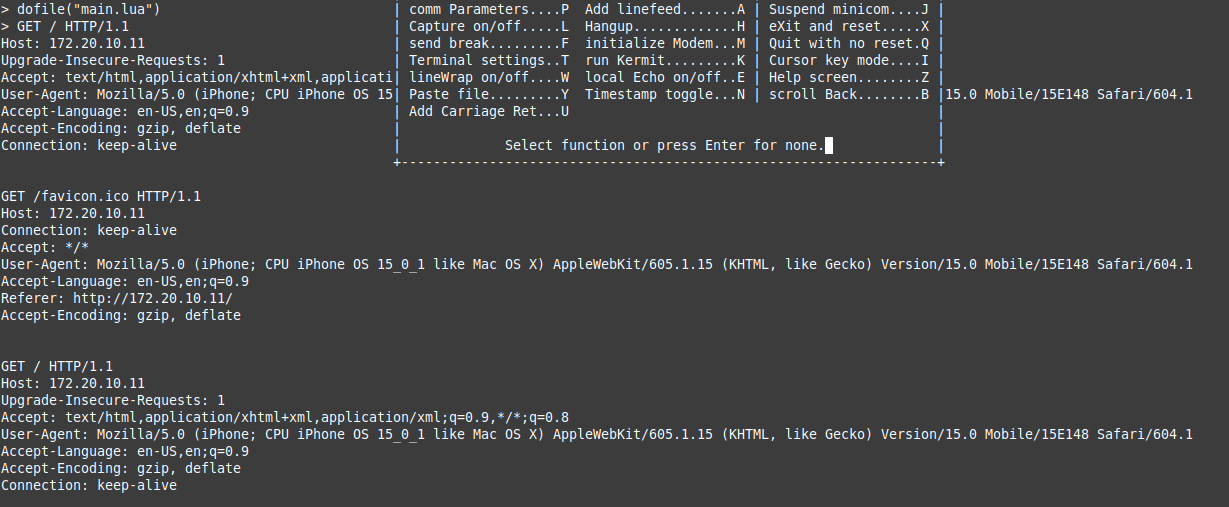 > dofile("main.lua") | comm Parameters....P  Add linefeed.......A | Suspend minicom....J |
> GET / HTTP/1.1 | Capture on/off.....L  Hangup.............H | eXit and reset.....X |
Host: 172.20.10.11 | send break.........F  initialize Modem...M | Quit with no reset.Q |
Upgrade-Insecure-Requests: 1 | Terminal settings..T  run Kermit.........K | Cursor key mode....I |
Accept: text/html,application/xhtml+xml,applicati| lineWrap on/off....W  local Echo on/off..E | Help screen........Z |
User-Agent: Mozilla/5.0 (iPhone; CPU iPhone OS 15| Paste file.........Y  Timestamp toggle...N | scroll Back........B |15.0 Mobile/15E148 Safari/604.1
Accept-Language: en-US,en;q=0.9 | Add Carriage Ret...U |
Accept-Encoding: gzip, deflate | |
Connection: keep-alive | Select function or press Enter for none. |
+-------------------------------------------------------------------+
GET /favicon.ico HTTP/1.1
Host: 172.20.10.11
Connection: keep-alive
Accept: */*
User-Agent: Mozilla/5.0 (iPhone; CPU iPhone OS 15_0_1 like Mac OS X) AppleWebKit/605.1.15 (KHTML, like Gecko) Version/15.0 Mobile/15E148 Safari/604.1
Accept-Language: en-US,en;q=0.9
Referer: http://172.20.10.11/
Accept-Encoding: gzip, deflate
GET / HTTP/1.1
Host: 172.20.10.11
Upgrade-Insecure-Requests: 1
Accept: text/html,application/xhtml+xml,application/xml;q=0.9,*/*;q=0.8
User-Agent: Mozilla/5.0 (iPhone; CPU iPhone OS 15_0_1 like Mac OS X) AppleWebKit/605.1.15 (KHTML, like Gecko) Version/15.0 Mobile/15E148 Safari/604.1
Accept-Language: en-US,en;q=0.9
Accept-Encoding: gzip, deflate
Connection: keep-alive